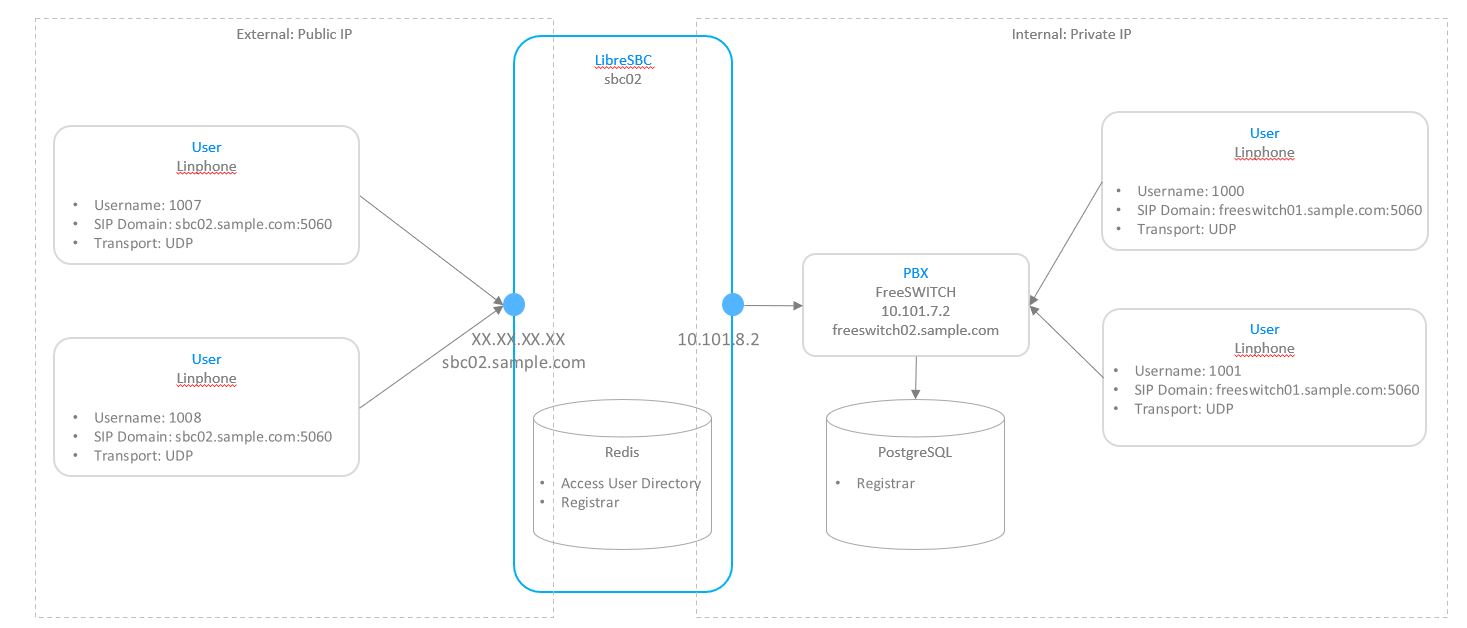 External: Public IP
Internal: Private IP
LibreSBC
sbc02
User
Linphone
• Username: 1007
• SIP Domain: sbc02.sample.com:5060
• Transport: UDP
User
Linphone
• Username: 1008
• SIP Domain: sbc02.sample.com:5060
• Transport: UDP
XX.XX.XX.XX
sbc02.sample.com
10.101.8.2
Redis
• Access User Directory
• Registrar
PBX
FreeSWITCH
10.101.7.2
freeswitch02.sample.com
PostgreSQL
• Registrar
User
Linphone
• Username: 1000
• SIP Domain: freeswitch01.sample.com:5060
• Transport: UDP
User
Linphone
• Username: 1001
• SIP Domain: freeswitch01.sample.com:5060
• Transport: UDP